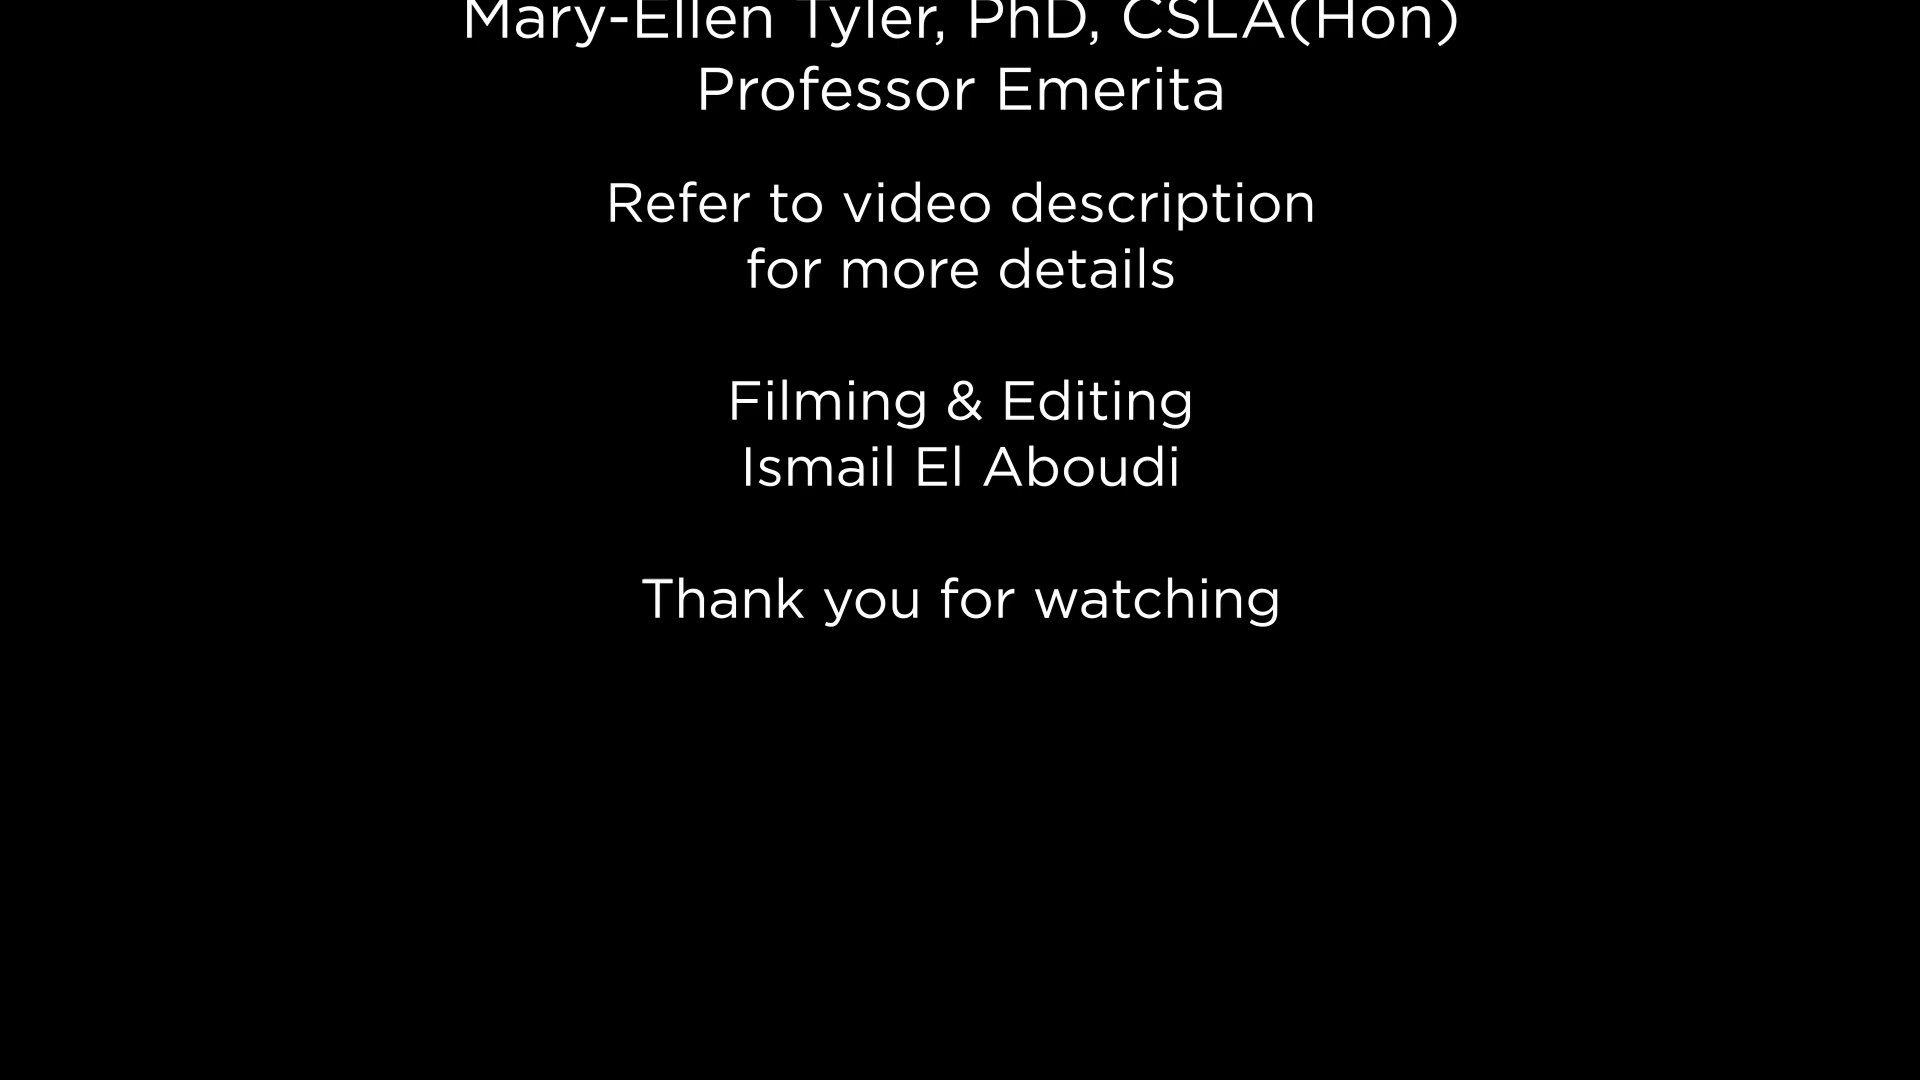 Mary-Ellen Tyler, PhD, CSLA(Hon)
Professor Emerita
Refer to video description
for more details
Filming & Editing
Ismail El Aboudi
Thank you for watching